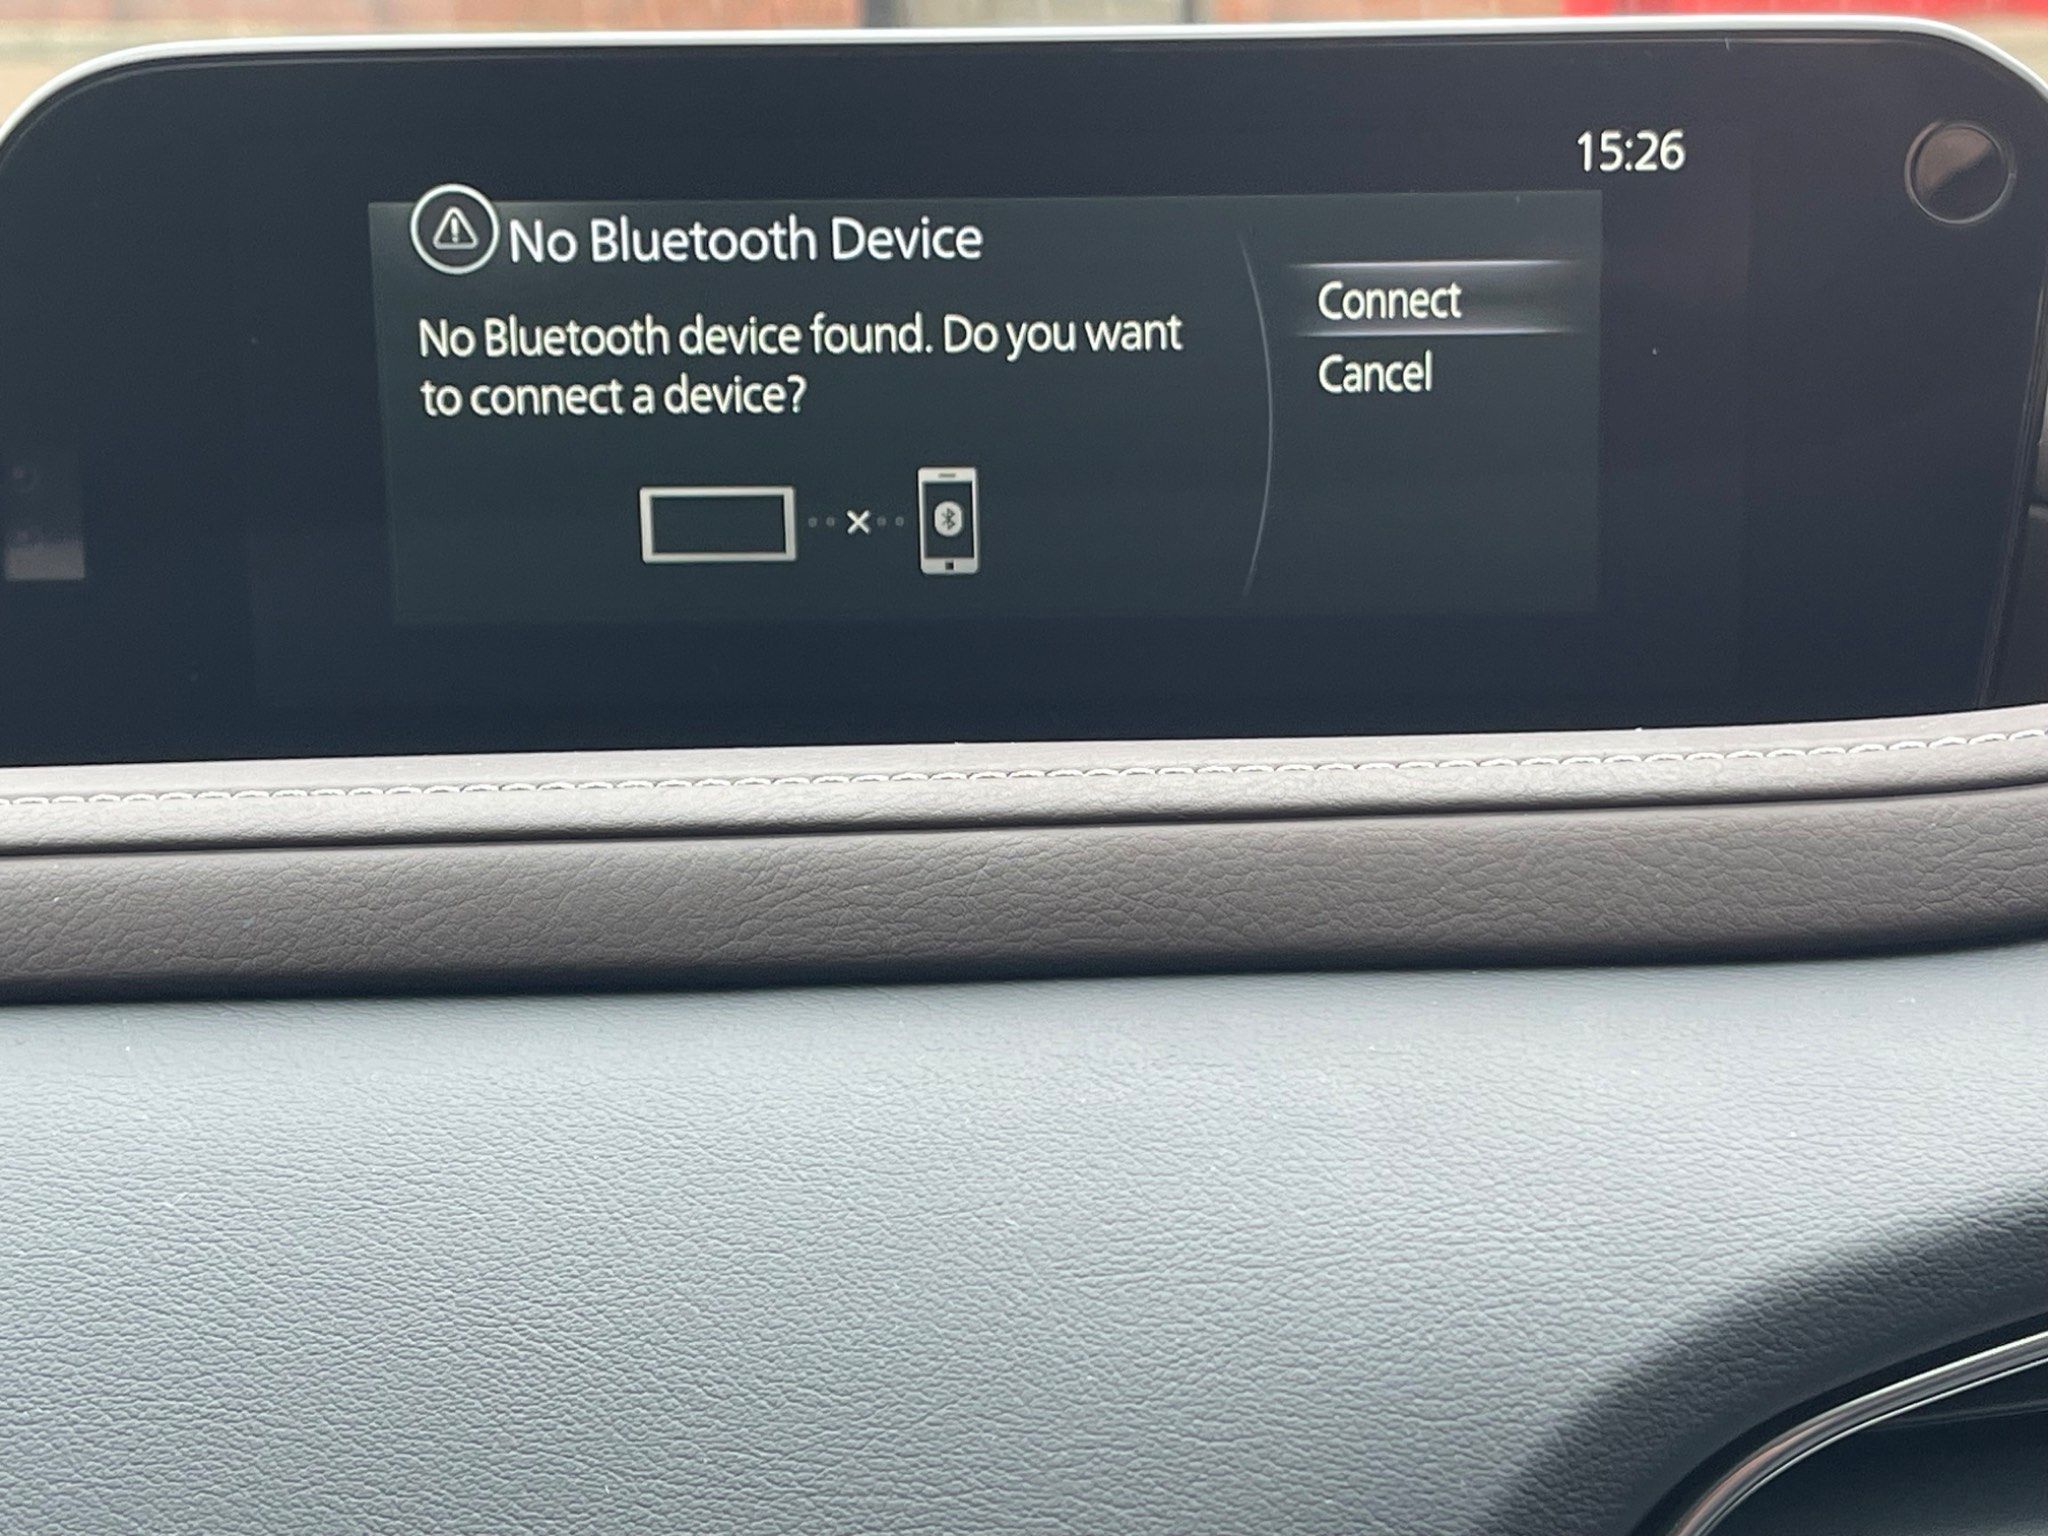 15:26
No Bluetooth Device
No Bluetooth device found. Do you want
to connect a device?
Connect
Cancel